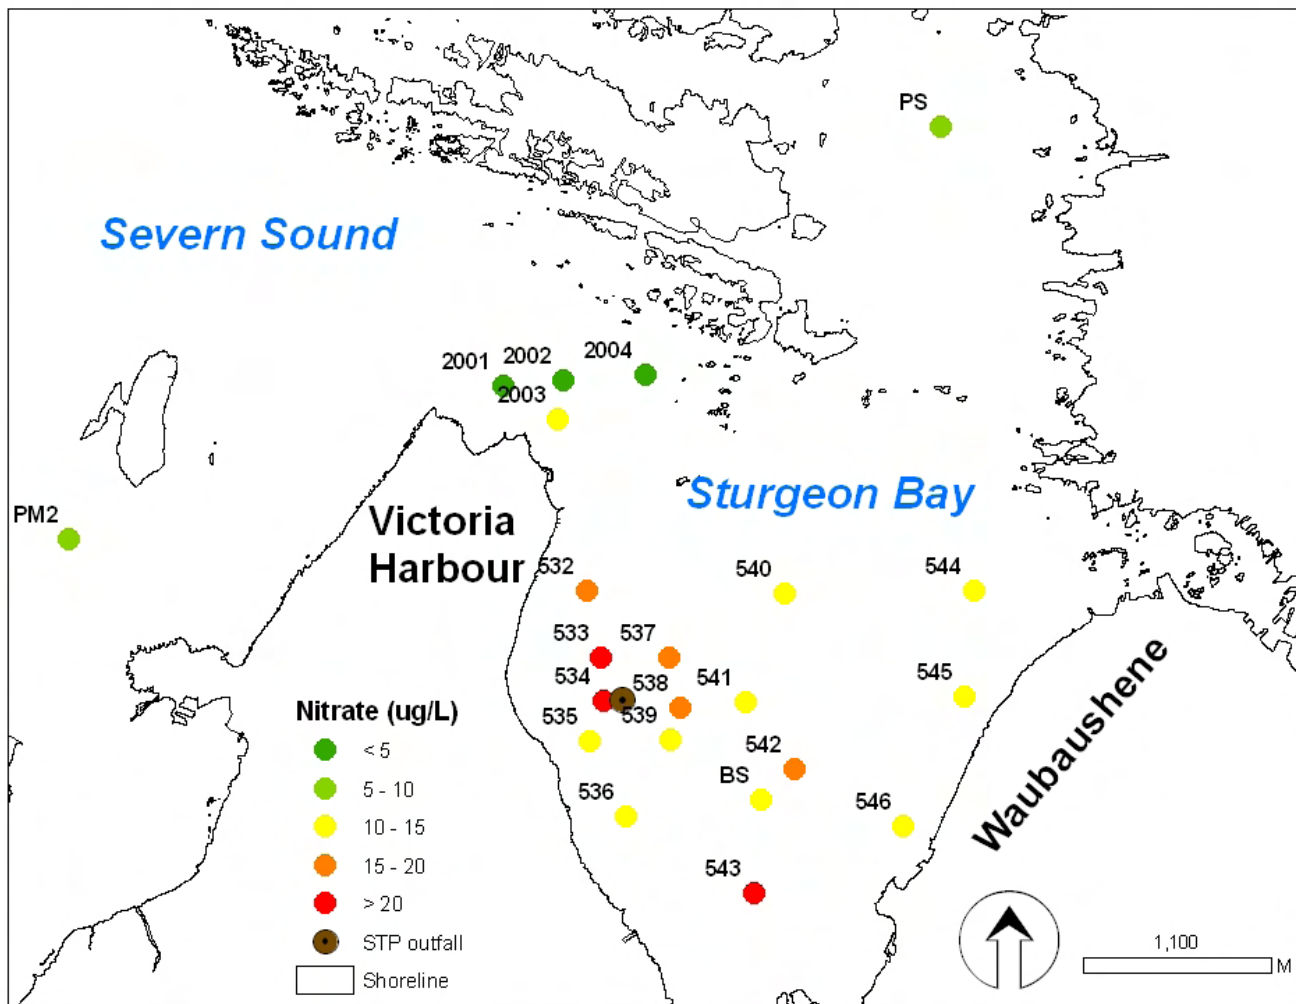 PS
Severn Sound
2001
2002
2004
2003
Sturgeon Bay
PM2
Victoria
Harbour
532
540
544
533
537
534
538
541
545
535
539
542
BS
536
546
543
Waubaushene
Nitrate (ug/L)
< 5
5 - 10
10 - 15
15 - 20
> 20
STP outfall
Shoreline
1,100
M